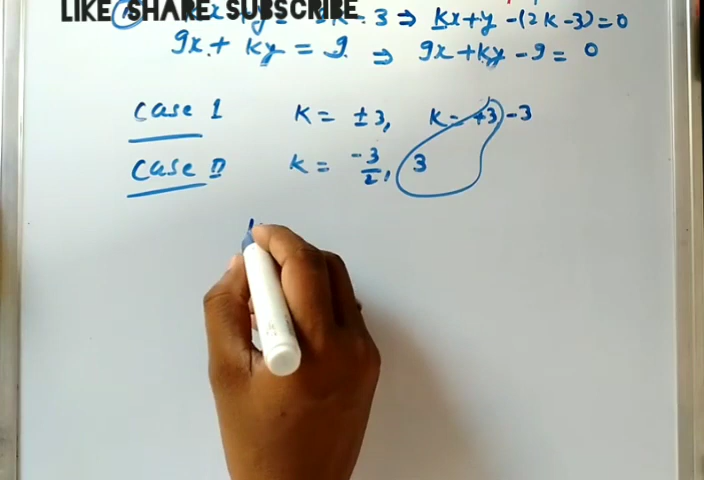 LIKE SHARE SUBSCRIBE
x y = K - 3 ⇒ Kx+y -(2K-3)=0
9x + ky = 9 ⇒ 9x+ky-9=0
Case I K = ±3, K = +3, -3
Case II K = -3/2, 3